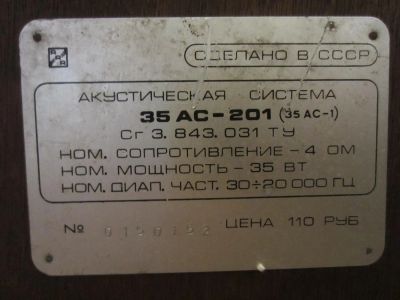 СДЕЛАНО В СССР
АКУСТИЧЕСКАЯ СИСТЕМА
35 АС-201 (35 АС-1)
Сг 3. 843. 031 ТУ
НОМ. СОПРОТИВЛЕНИЕ - 4 ОМ
НОМ. МОЩНОСТЬ - 35 ВТ
НОМ. ДИАП. ЧАСТ. 30÷20 000 ГЦ
№ ЦЕНА 110 РУБ